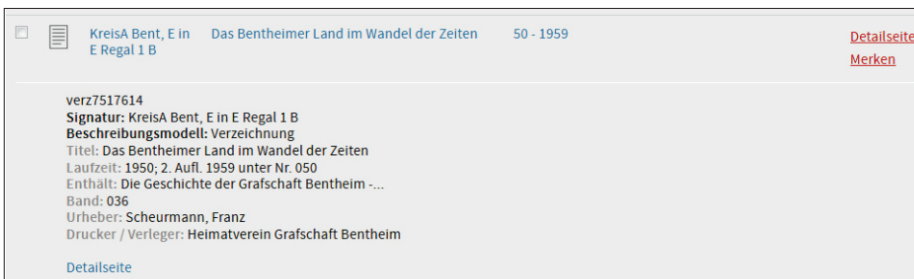 KreisA Bent, E in Das Bentheimer Land im Wandel der Zeiten 50 - 1959 Detailseite
E Regal 1 B Merken
verz7517614
Signatur: KreisA Bent, E in E Regal 1 B
Beschreibungsmodell: Verzeichnung
Titel: Das Bentheimer Land im Wandel der Zeiten
Laufzeit: 1950; 2. Aufl. 1959 unter Nr. 050
Enthält: Die Geschichte der Grafschaft Bentheim -...
Band: 036
Urheber: Scheurmann, Franz
Drucker / Verleger: Heimatverein Grafschaft Bentheim
Detailseite